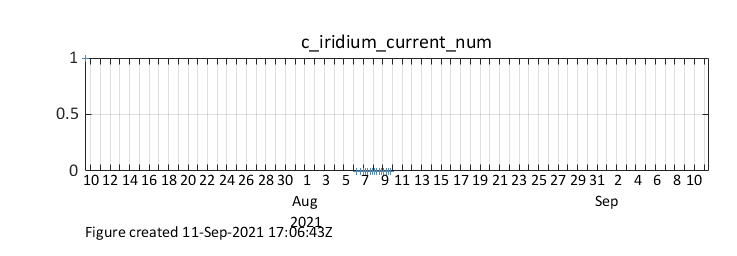 c_iridium_current_num
1
0.5
0
10 12 14 16 18 20 22 24 26 28 30 1 3 5 7 9 11 13 15 17 19 21 23 25 27 29 31 2 4 6 8 10
Aug Sep
2021
Figure created 11-Sep-2021 17:06:43Z